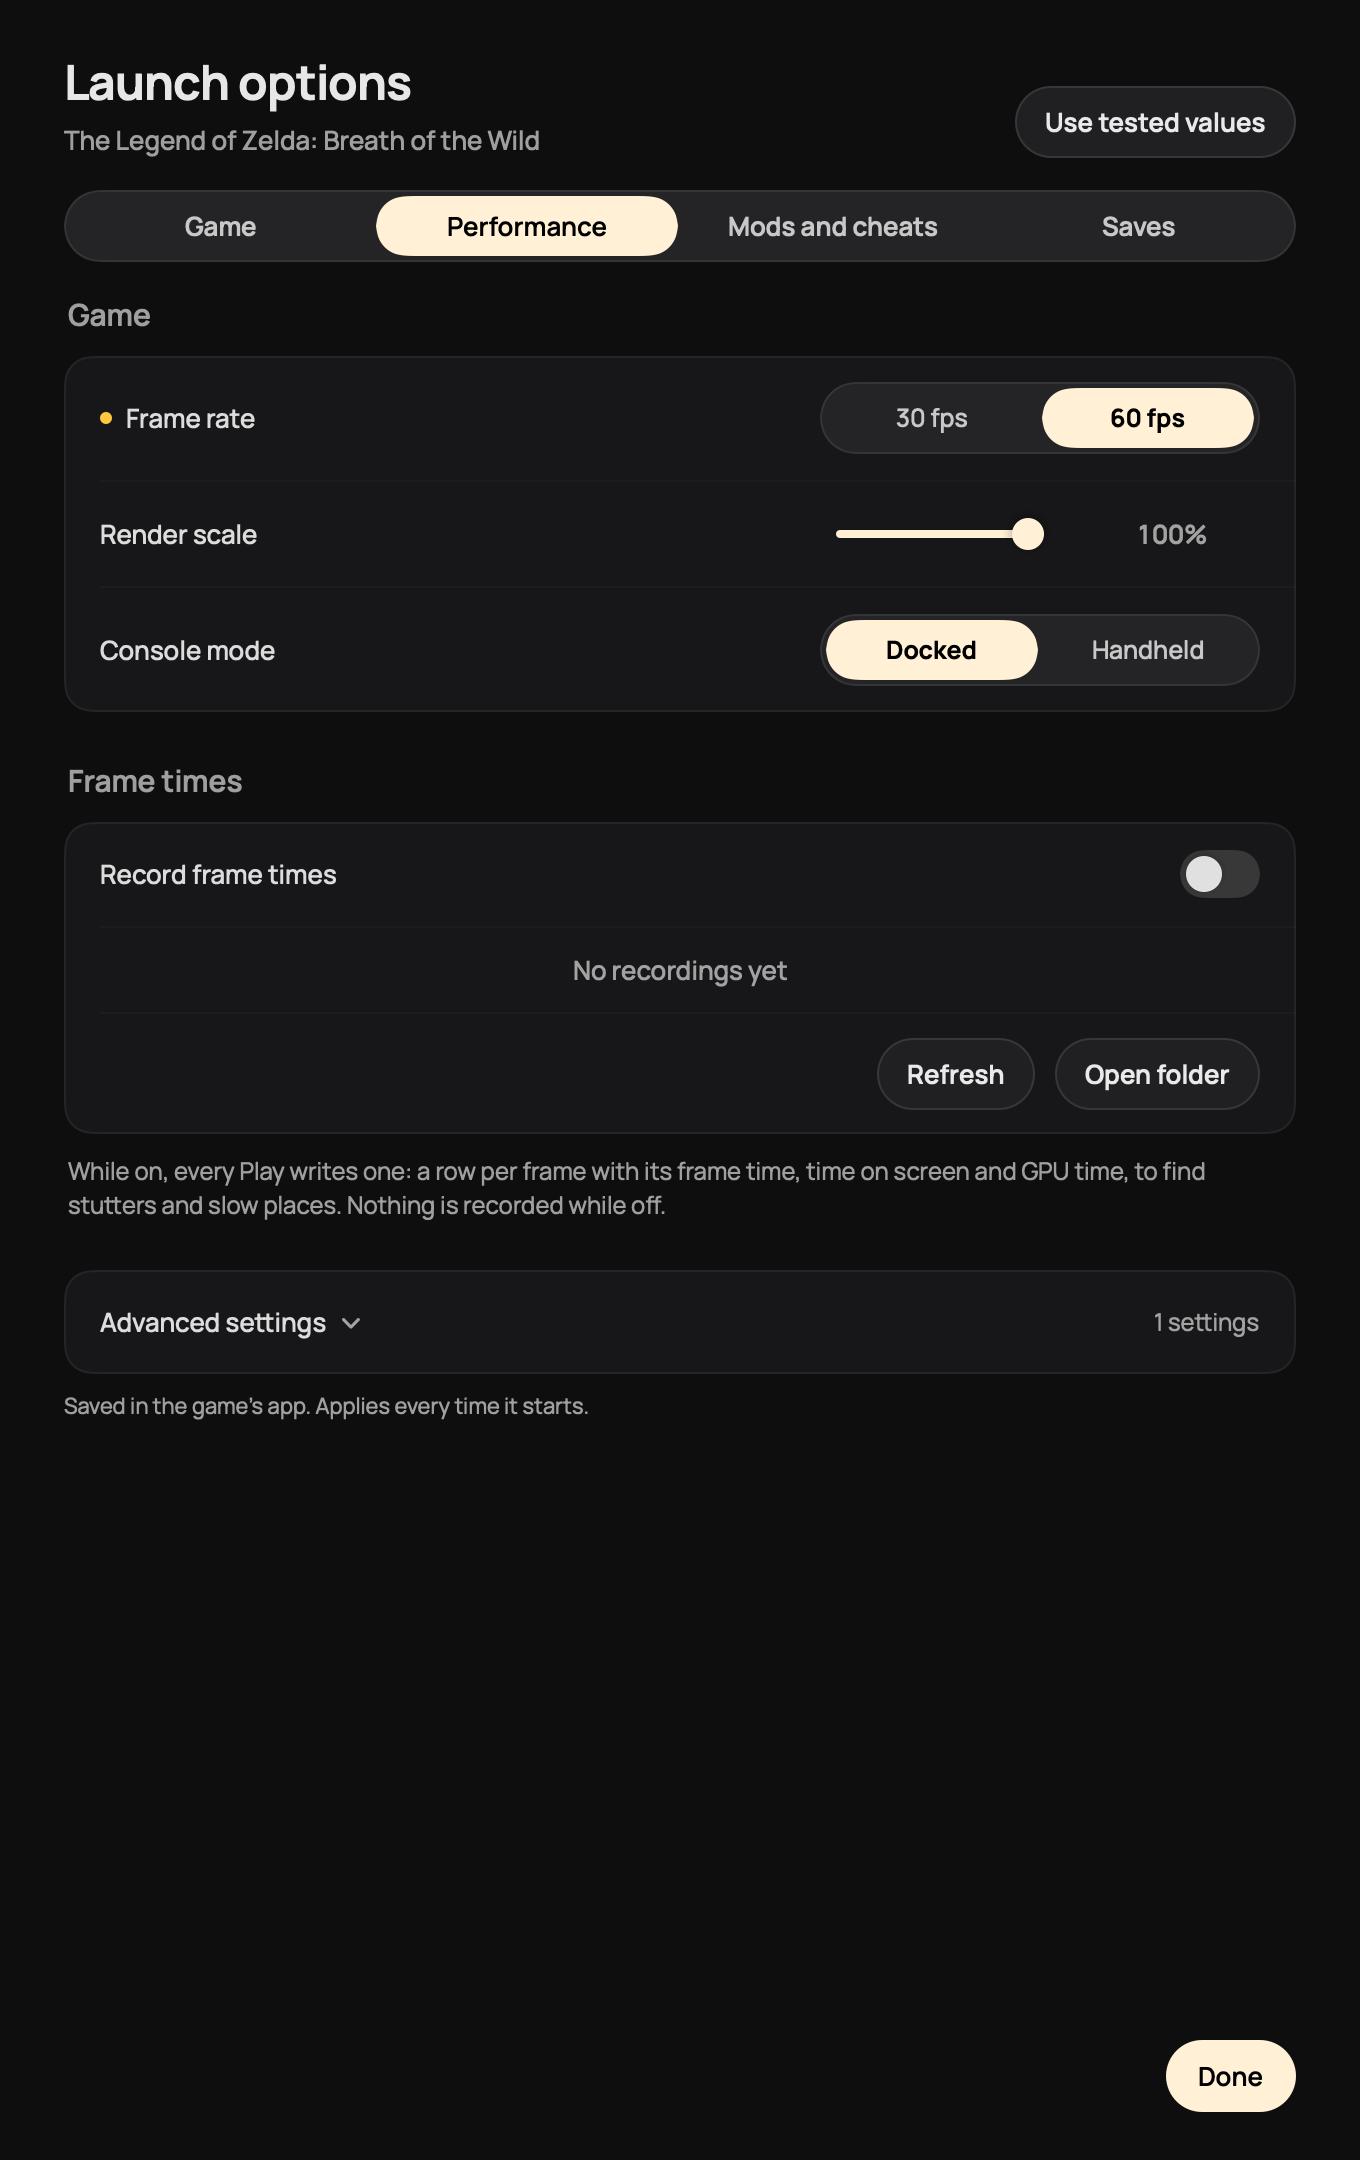 Launch options
The Legend of Zelda: Breath of the Wild
Use tested values
Game
Performance
Mods and cheats
Saves
Game
Frame rate
30 fps
60 fps
Render scale
100%
Console mode
Docked
Handheld
Frame times
Record frame times
No recordings yet
Refresh
Open folder
While on, every Play writes one: a row per frame with its frame time, time on screen and GPU time, to find
stutters and slow places. Nothing is recorded while off.
Advanced settings
1 settings
Saved in the game’s app. Applies every time it starts.
Done